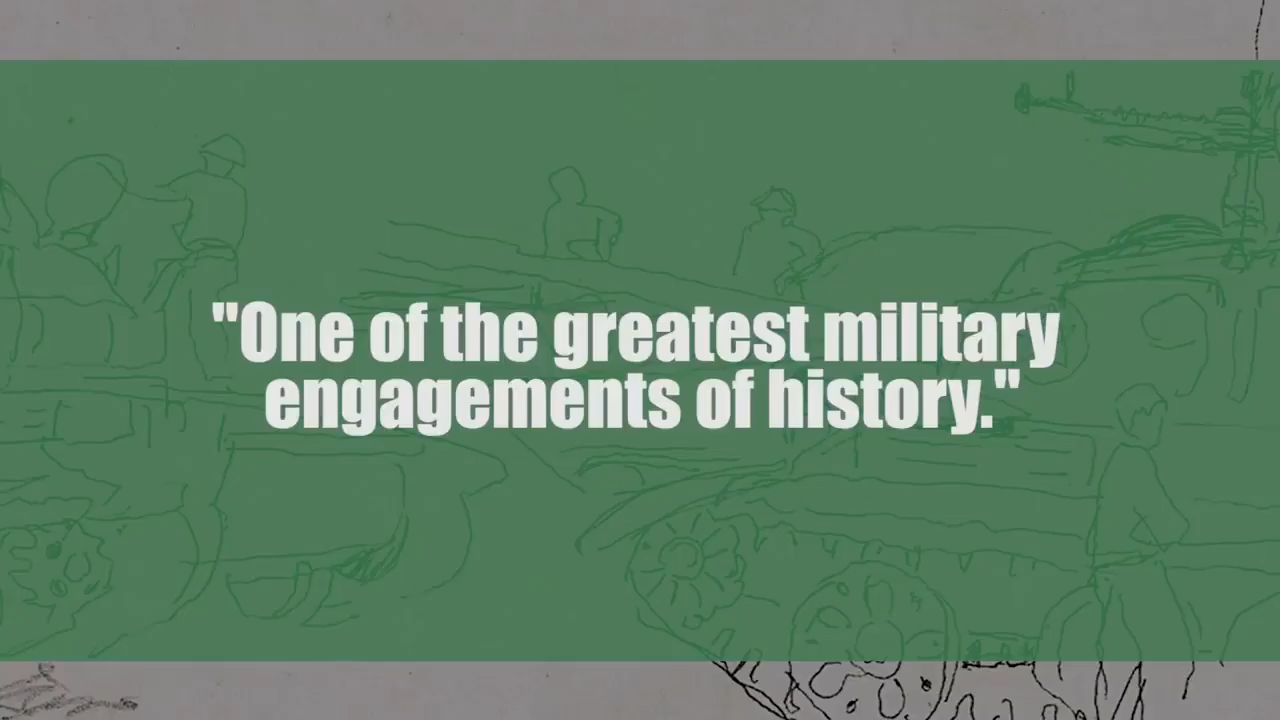 "One of the greatest military
engagements of history."